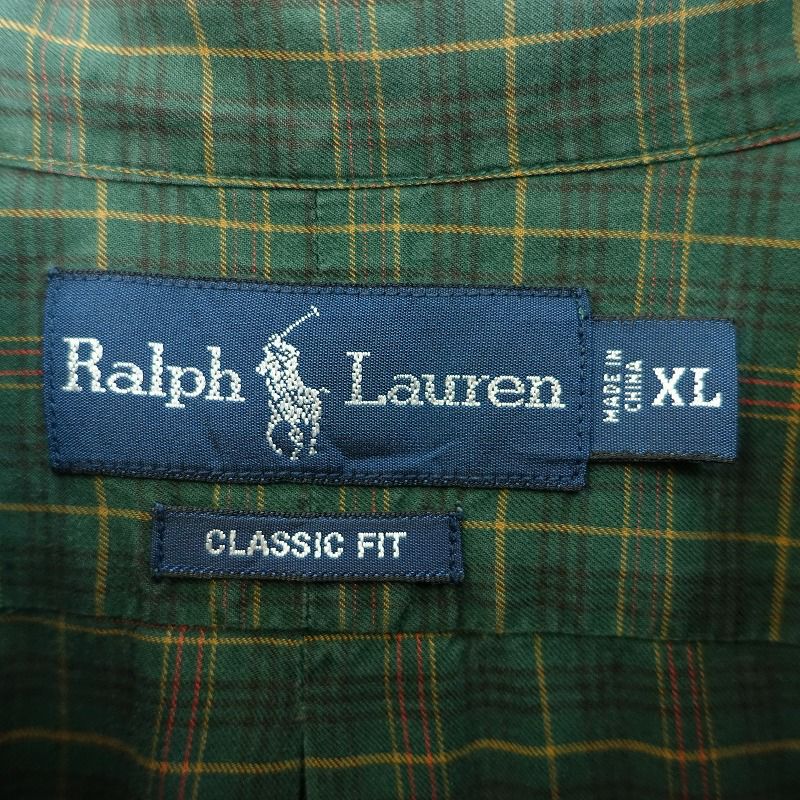 Ralph Lauren
MADE IN
CHINA
XL
CLASSIC FIT